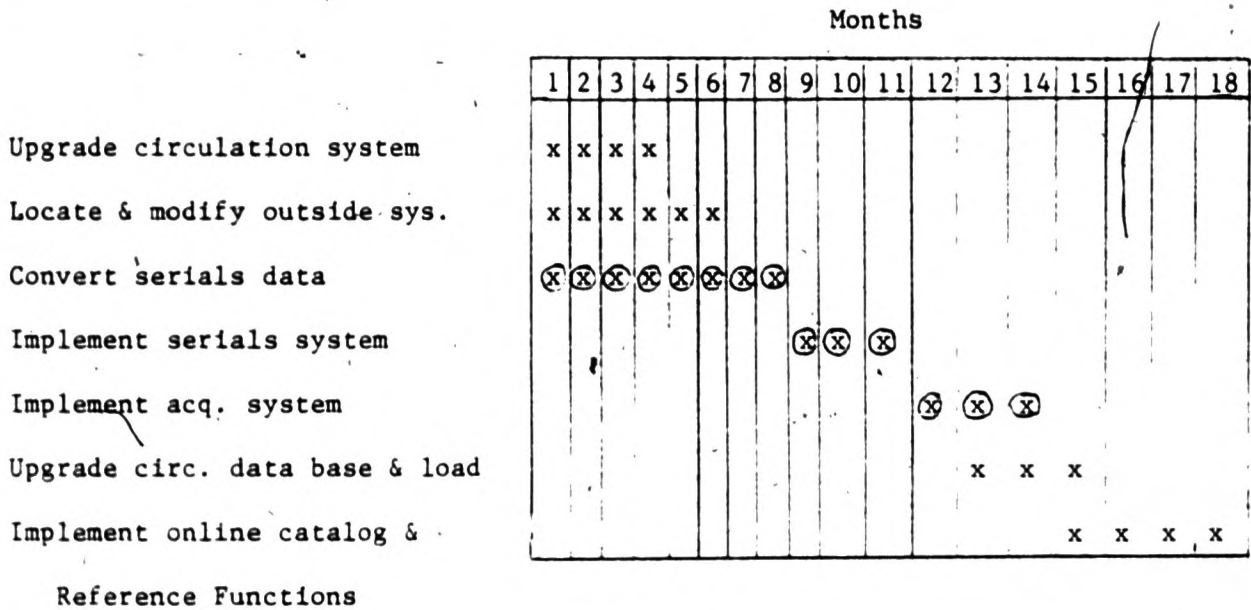 Months
1 2 3 4 5 6 7 8 9 10 11 12 13 14 15 16 17 18
Upgrade circulation system x x x x
Locate & modify outside sys. x x x x x x
Convert serials data ⓧ ⓧ ⓧ ⓧ ⓧ ⓧ ⓧ ⓧ
Implement serials system ⓧ ⓧ ⓧ
Implement acq. system ⓧ ⓧ ⓧ
Upgrade circ. data base & load x x x
Implement online catalog & x x x x
Reference Functions